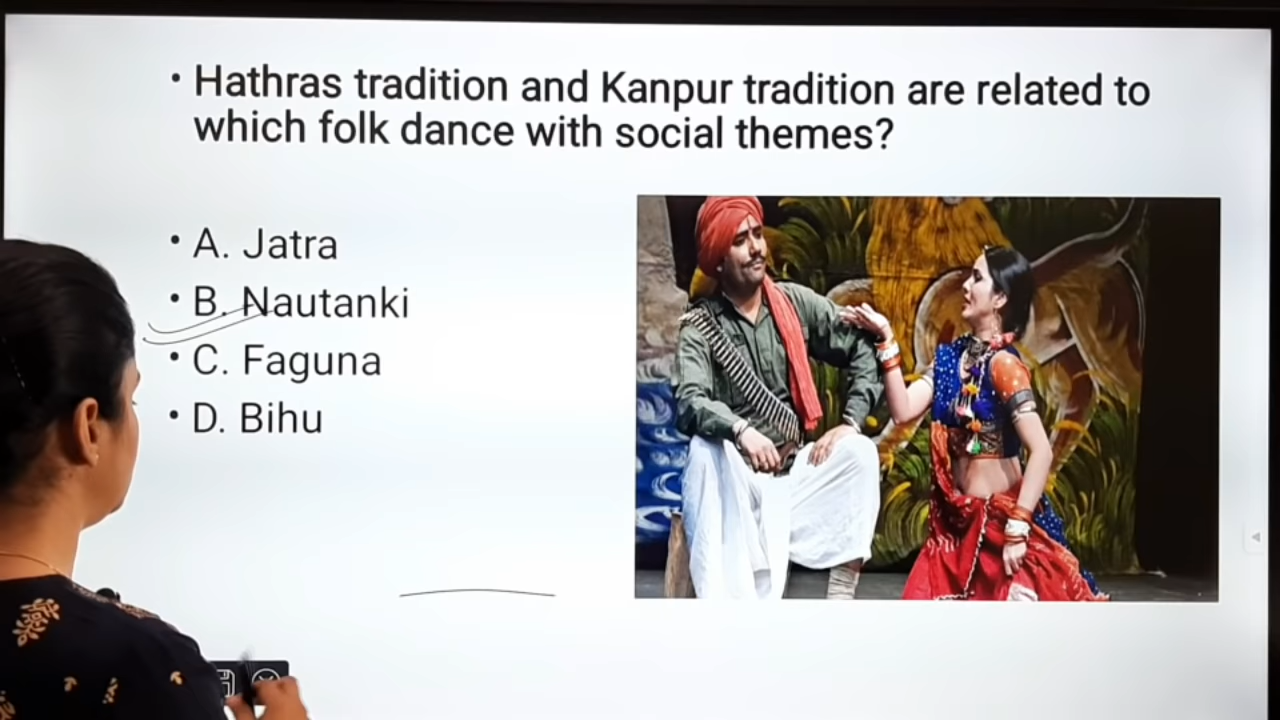 • Hathras tradition and Kanpur tradition are related to
which folk dance with social themes?
• A. Jatra
• B. Nautanki
• C. Faguna
• D. Bihu